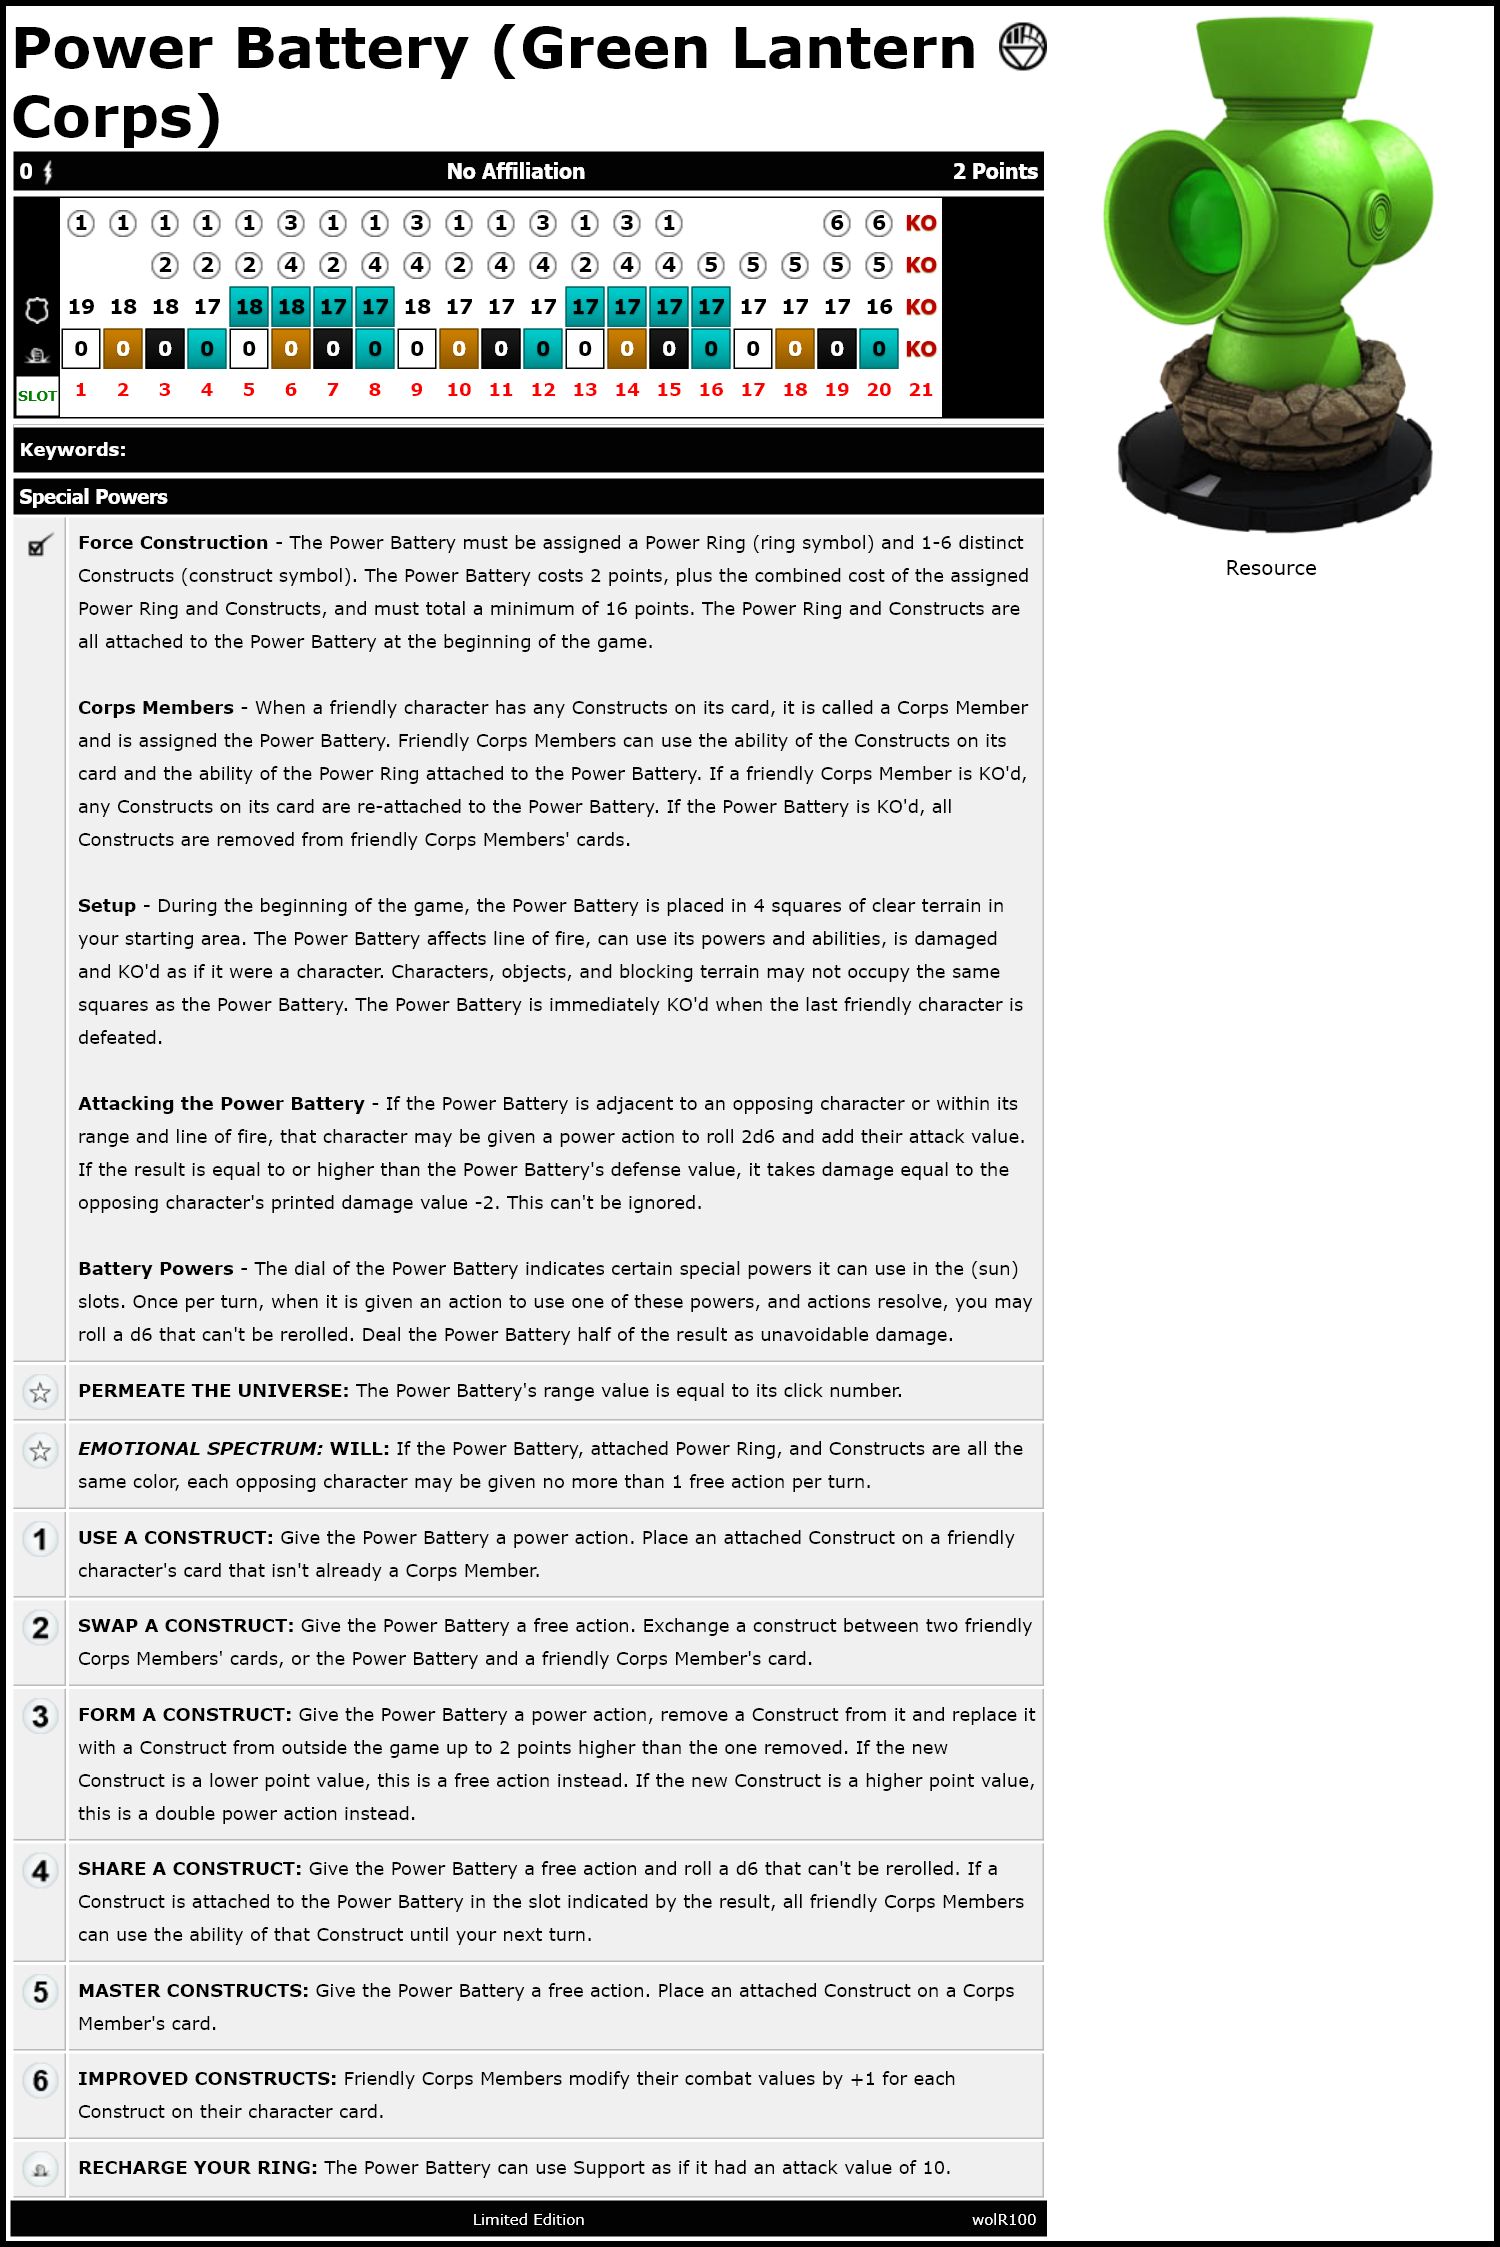 Power Battery (Green Lantern
Corps)
0 No Affiliation 2 Points
1 1 1 1 1 3 1 1 3 1 1 3 1 3 1 6 6 KO
2 2 2 4 2 4 4 2 4 4 2 4 4 5 5 5 5 5 KO
19 18 18 17 18 18 17 17 18 17 17 17 17 17 17 17 17 17 17 16 KO
0 0 0 0 0 0 0 0 0 0 0 0 0 0 0 0 0 0 0 0 KO
SLOT 1 2 3 4 5 6 7 8 9 10 11 12 13 14 15 16 17 18 19 20 21
Keywords:
Special Powers
Force Construction - The Power Battery must be assigned a Power Ring (ring symbol) and 1-6 distinct
Constructs (construct symbol). The Power Battery costs 2 points, plus the combined cost of the assigned
Power Ring and Constructs, and must total a minimum of 16 points. The Power Ring and Constructs are
all attached to the Power Battery at the beginning of the game.
Corps Members - When a friendly character has any Constructs on its card, it is called a Corps Member
and is assigned the Power Battery. Friendly Corps Members can use the ability of the Constructs on its
card and the ability of the Power Ring attached to the Power Battery. If a friendly Corps Member is KO'd,
any Constructs on its card are re-attached to the Power Battery. If the Power Battery is KO'd, all
Constructs are removed from friendly Corps Members' cards.
Setup - During the beginning of the game, the Power Battery is placed in 4 squares of clear terrain in
your starting area. The Power Battery affects line of fire, can use its powers and abilities, is damaged
and KO'd as if it were a character. Characters, objects, and blocking terrain may not occupy the same
squares as the Power Battery. The Power Battery is immediately KO'd when the last friendly character is
defeated.
Attacking the Power Battery - If the Power Battery is adjacent to an opposing character or within its
range and line of fire, that character may be given a power action to roll 2d6 and add their attack value.
If the result is equal to or higher than the Power Battery's defense value, it takes damage equal to the
opposing character's printed damage value -2. This can't be ignored.
Battery Powers - The dial of the Power Battery indicates certain special powers it can use in the (sun)
slots. Once per turn, when it is given an action to use one of these powers, and actions resolve, you may
roll a d6 that can't be rerolled. Deal the Power Battery half of the result as unavoidable damage.
PERMEATE THE UNIVERSE: The Power Battery's range value is equal to its click number.
EMOTIONAL SPECTRUM: WILL: If the Power Battery, attached Power Ring, and Constructs are all the
same color, each opposing character may be given no more than 1 free action per turn.
1 USE A CONSTRUCT: Give the Power Battery a power action. Place an attached Construct on a friendly
character's card that isn't already a Corps Member.
2 SWAP A CONSTRUCT: Give the Power Battery a free action. Exchange a construct between two friendly
Corps Members' cards, or the Power Battery and a friendly Corps Member's card.
3 FORM A CONSTRUCT: Give the Power Battery a power action, remove a Construct from it and replace it
with a Construct from outside the game up to 2 points higher than the one removed. If the new
Construct is a lower point value, this is a free action instead. If the new Construct is a higher point value,
this is a double power action instead.
4 SHARE A CONSTRUCT: Give the Power Battery a free action and roll a d6 that can't be rerolled. If a
Construct is attached to the Power Battery in the slot indicated by the result, all friendly Corps Members
can use the ability of that Construct until your next turn.
5 MASTER CONSTRUCTS: Give the Power Battery a free action. Place an attached Construct on a Corps
Member's card.
6 IMPROVED CONSTRUCTS: Friendly Corps Members modify their combat values by +1 for each
Construct on their character card.
RECHARGE YOUR RING: The Power Battery can use Support as if it had an attack value of 10.
Limited Edition wolR100
Resource